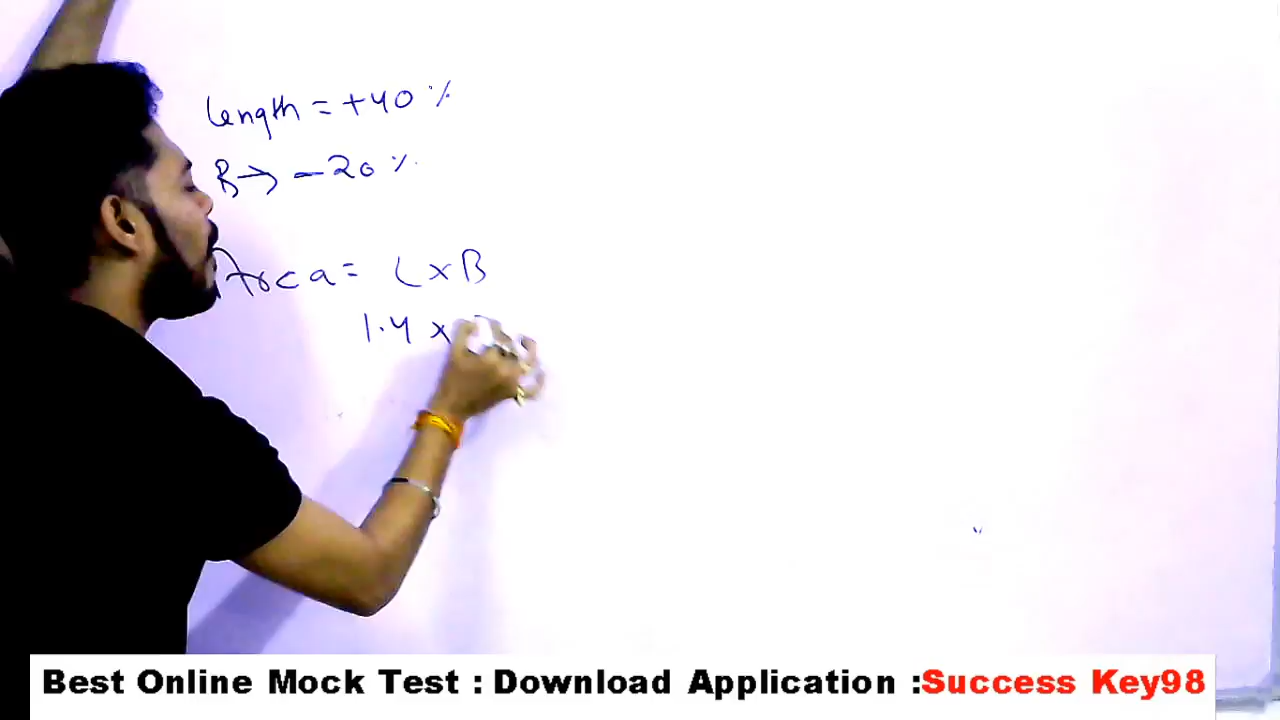 length = +40 %
B → -20 %
Area = L x B
1.4 x
Best Online Mock Test : Download Application :Success Key98